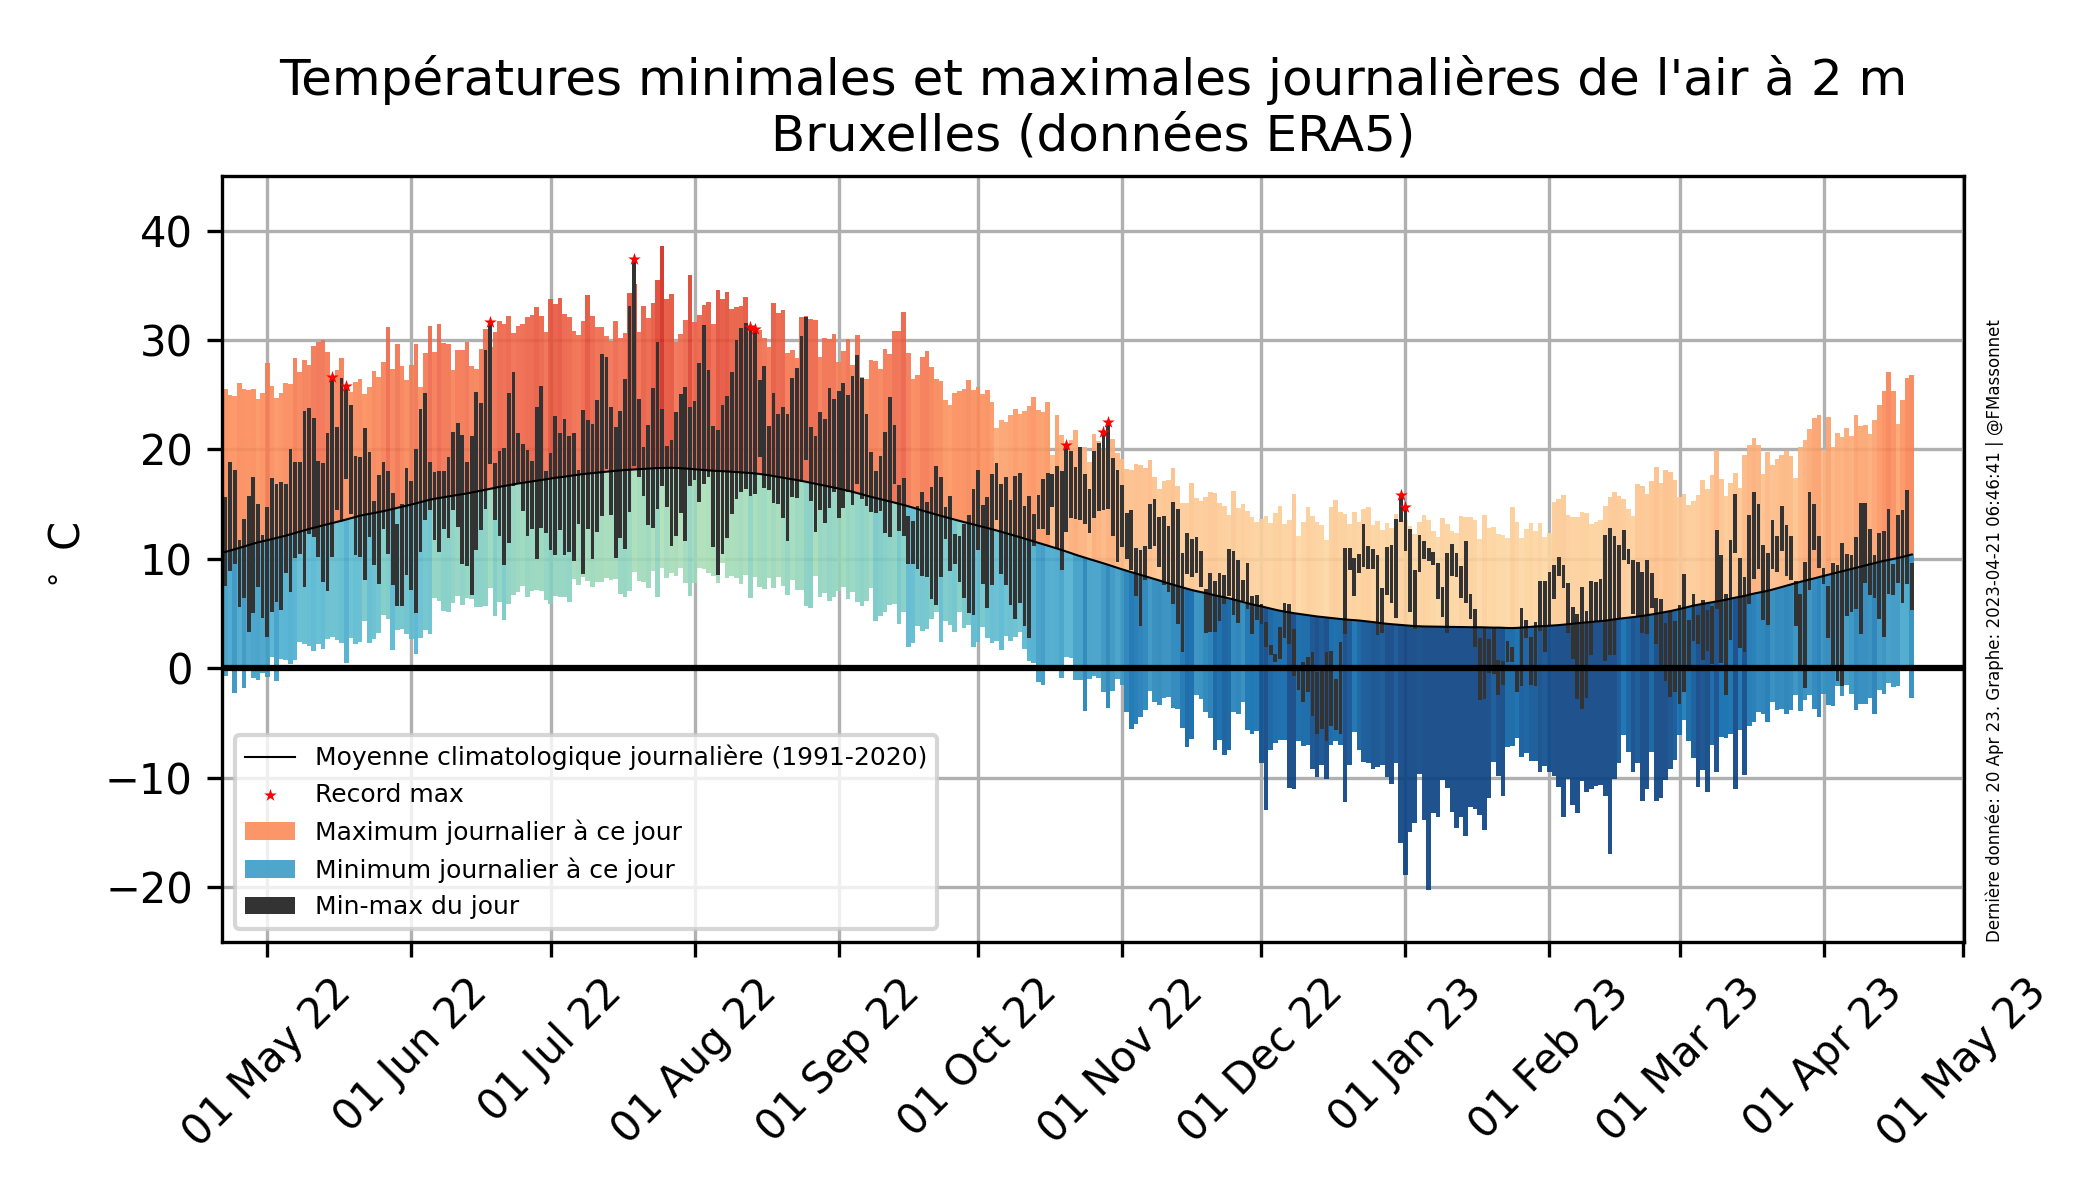 Températures minimales et maximales journalières de l'air à 2 m
Bruxelles (données ERA5)
° C
40
30
20
10
0
−10
−20
Moyenne climatologique journalière (1991-2020)
Record max
Maximum journalier à ce jour
Minimum journalier à ce jour
Min-max du jour
01 May 22
01 Jun 22
01 Jul 22
01 Aug 22
01 Sep 22
01 Oct 22
01 Nov 22
01 Dec 22
01 Jan 23
01 Feb 23
01 Mar 23
01 Apr 23
01 May 23
Dernière donnée: 20 Apr 23. Graphe: 2023-04-21 06:46:41 | @FMassonnet